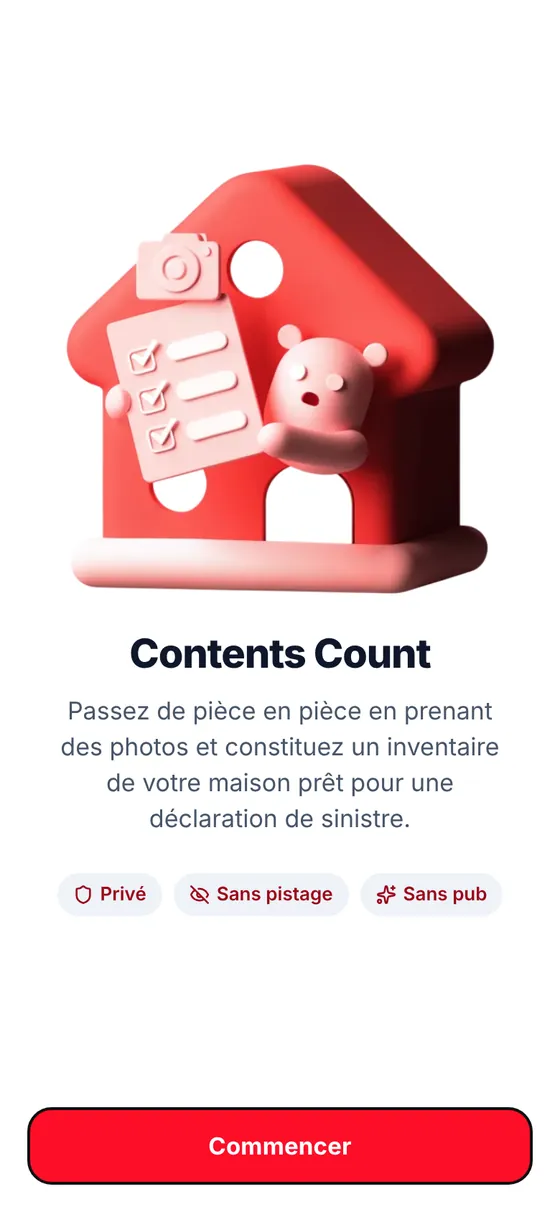 Contents Count
Passez de pièce en pièce en prenant
des photos et constituez un inventaire
de votre maison prêt pour une
déclaration de sinistre.
Privé
Sans pistage
Sans pub
Commencer